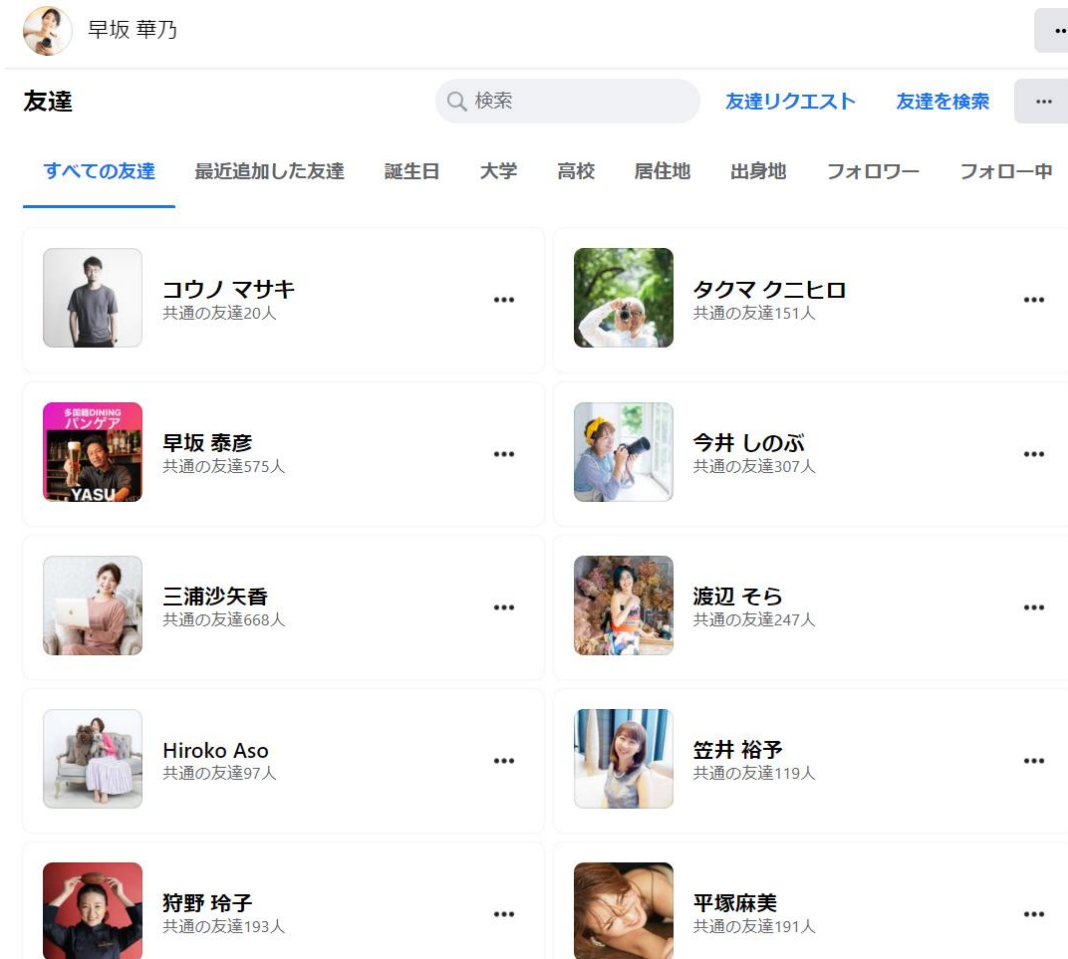 早坂 華乃
友達
検索
友達リクエスト
友達を検索
すべての友達 最近追加した友達 誕生日 大学 高校 居住地 出身地 フォロワー フォロー中
コウノ マサキ
共通の友達20人
タクマ クニヒロ
共通の友達151人
多国籍DINING
パンゲア
YASU
早坂 泰彦
共通の友達575人
今井 しのぶ
共通の友達307人
三浦沙矢香
共通の友達668人
渡辺 そら
共通の友達247人
Hiroko Aso
共通の友達97人
笠井 裕予
共通の友達119人
狩野 玲子
共通の友達193人
平塚麻美
共通の友達191人